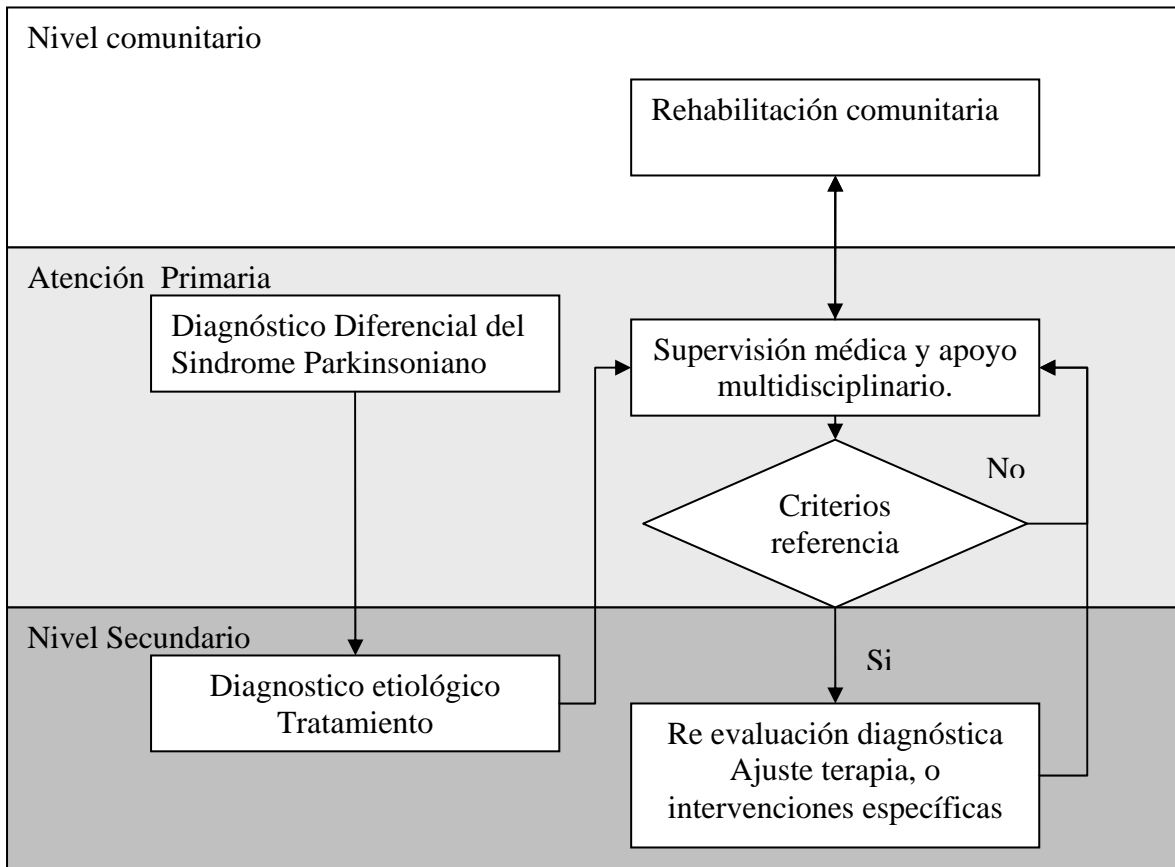 Nivel comunitario
Rehabilitación comunitaria
Atención Primaria
Diagnóstico Diferencial del
Sindrome Parkinsoniano
Supervisión médica y apoyo
multidisciplinario.
No
Criterios
referencia
Nivel Secundario
Si
Diagnostico etiológico
Tratamiento
Re evaluación diagnóstica
Ajuste terapia, o
intervenciones específicas